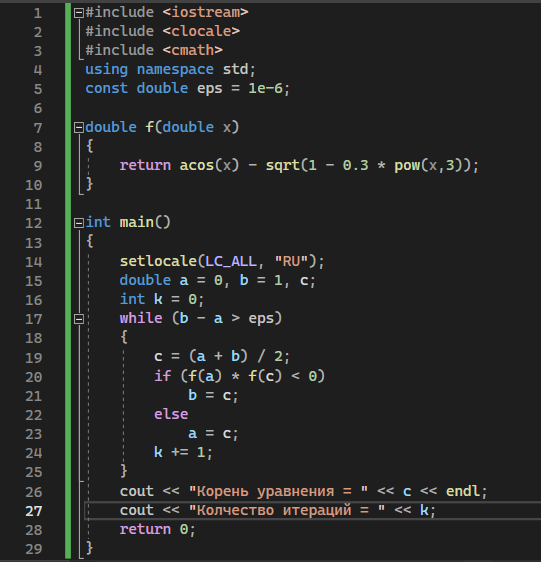 1 #include <iostream>
2 #include <clocale>
3 #include <cmath>
4 using namespace std;
5 const double eps = 1e-6;
6
7 double f(double x)
8 {
9     return acos(x) - sqrt(1 - 0.3 * pow(x,3));
10 }
11
12 int main()
13 {
14     setlocale(LC_ALL, "RU");
15     double a = 0, b = 1, c;
16     int k = 0;
17     while (b - a > eps)
18     {
19         c = (a + b) / 2;
20         if (f(a) * f(c) < 0)
21             b = c;
22         else
23             a = c;
24         k += 1;
25     }
26     cout << "Корень уравнения = " << c << endl;
27     cout << "Колчество итераций = " << k;
28     return 0;
29 }